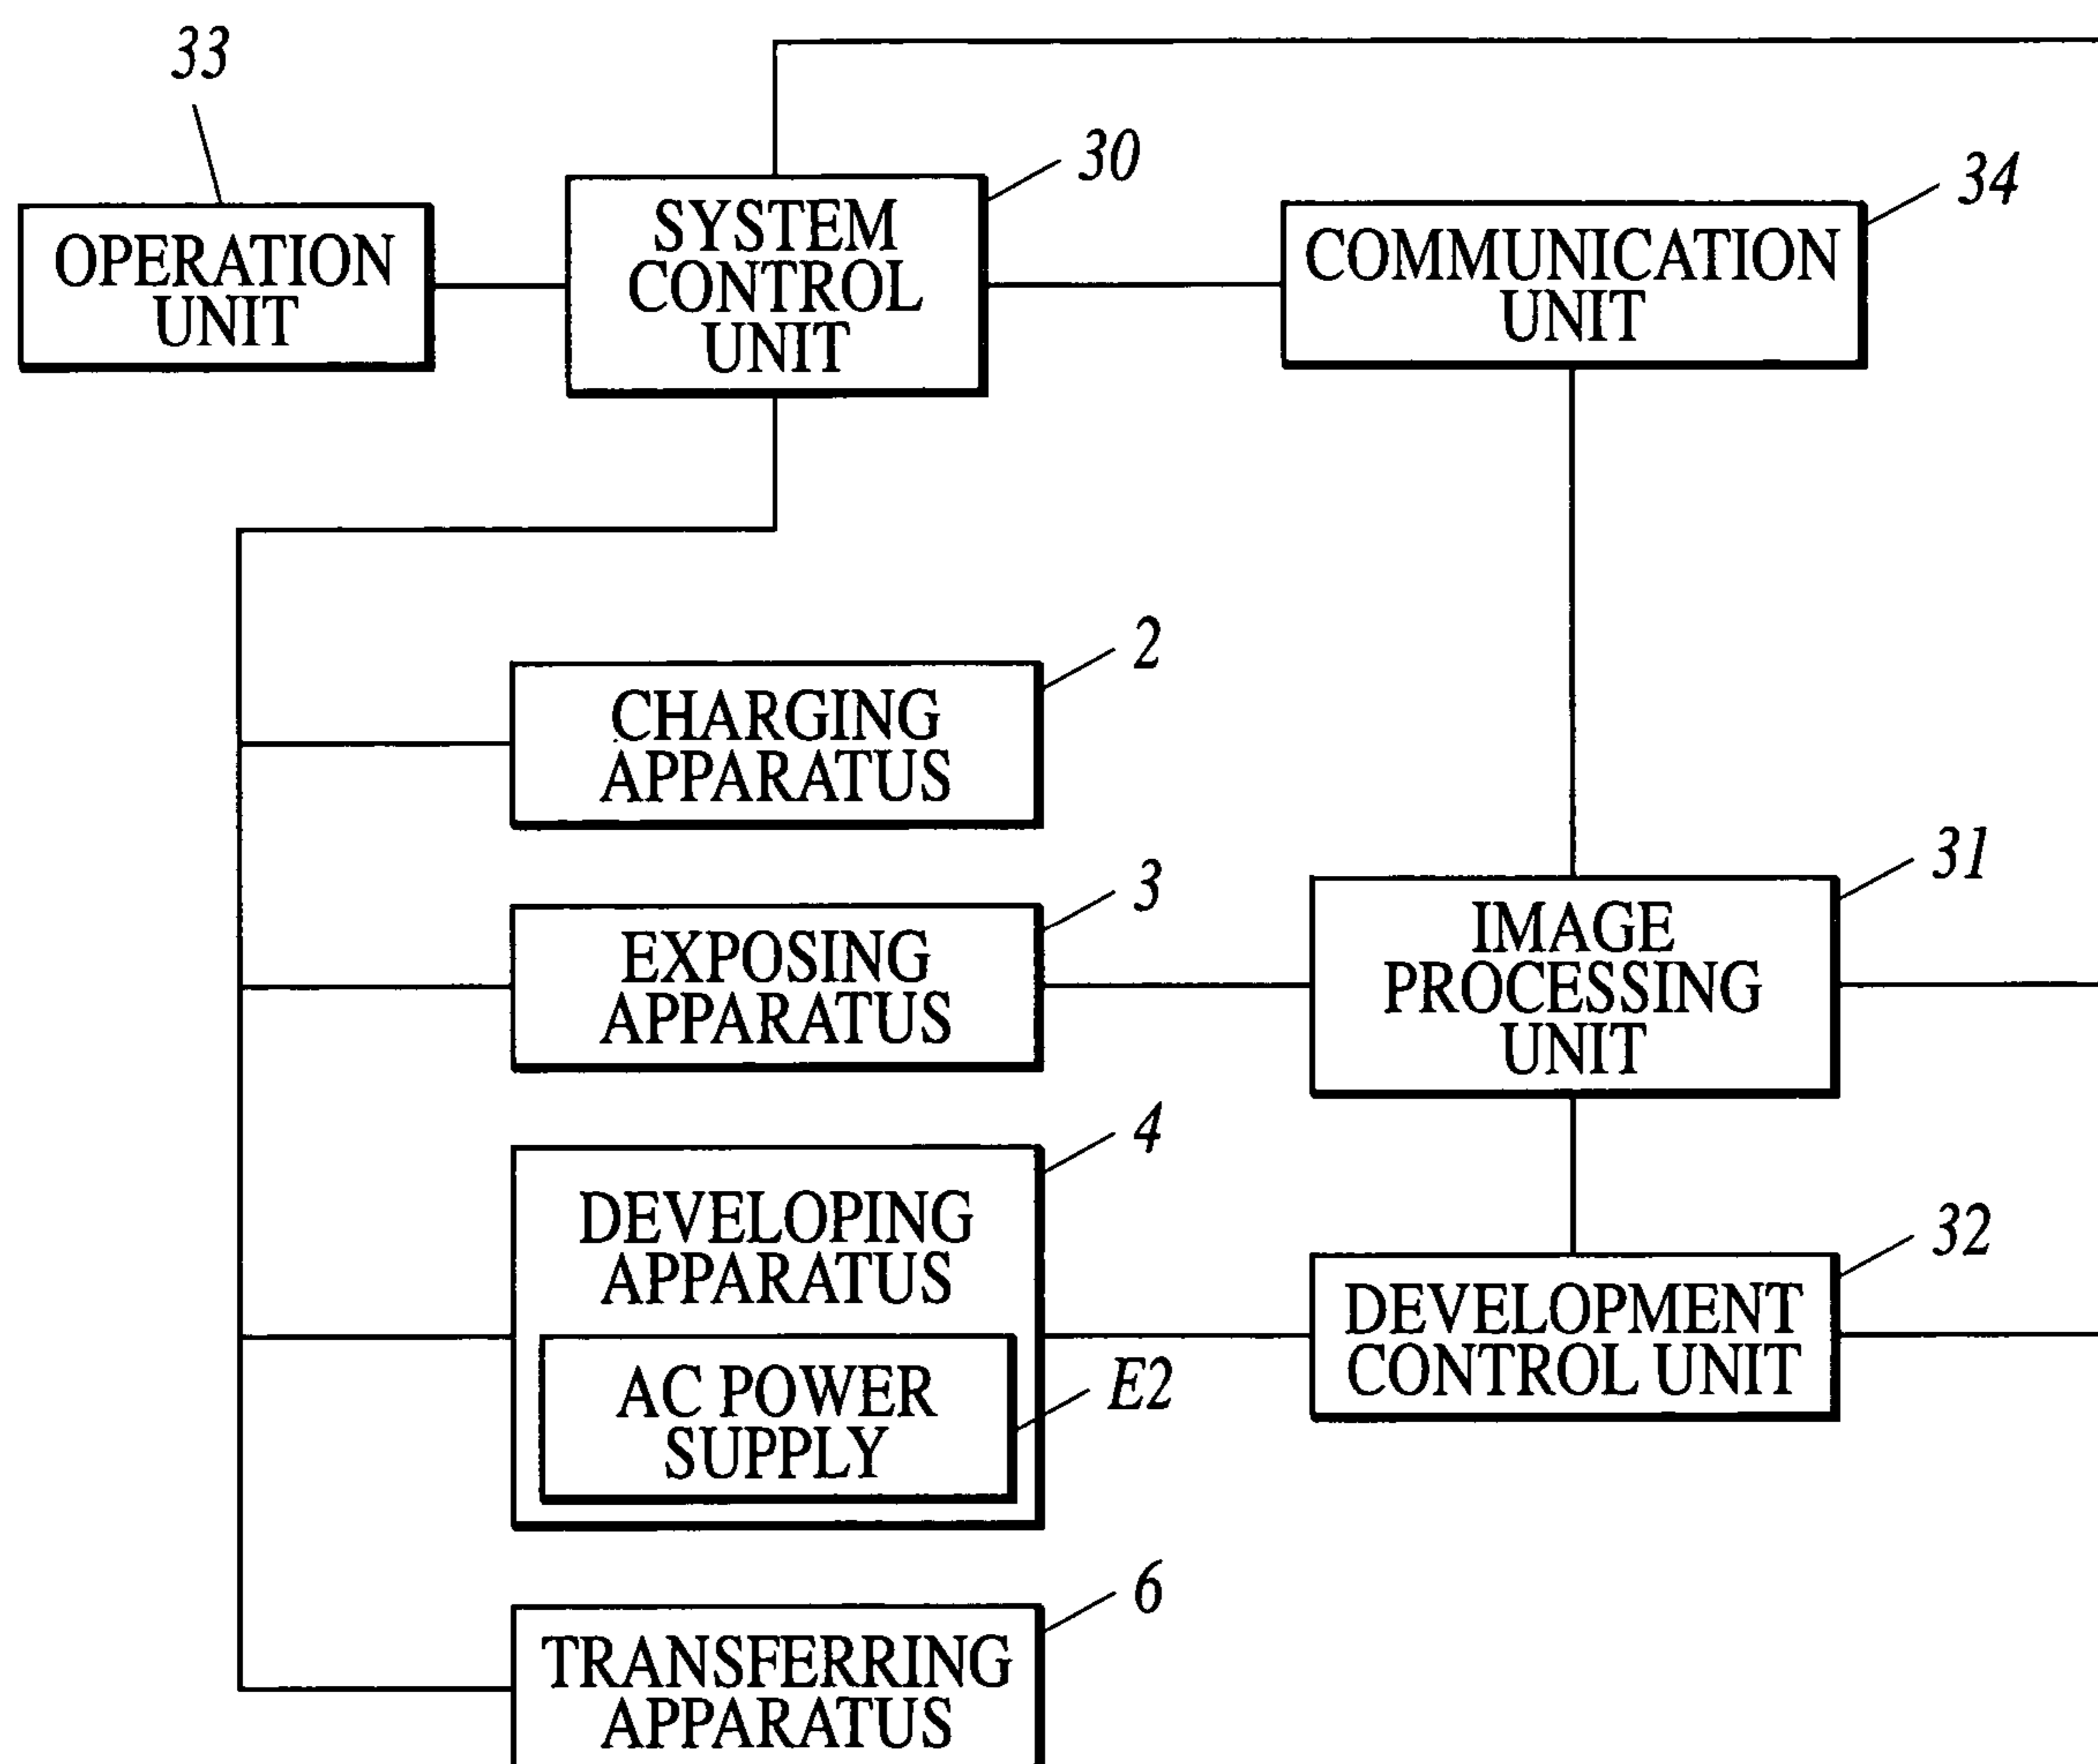 33
30
34
OPERATION
UNIT
SYSTEM
CONTROL
UNIT
COMMUNICATION
UNIT
2
CHARGING
APPARATUS
3
EXPOSING
APPARATUS
31
IMAGE
PROCESSING
UNIT
4
DEVELOPING
APPARATUS
AC POWER
SUPPLY
E2
32
DEVELOPMENT
CONTROL UNIT
6
TRANSFERRING
APPARATUS